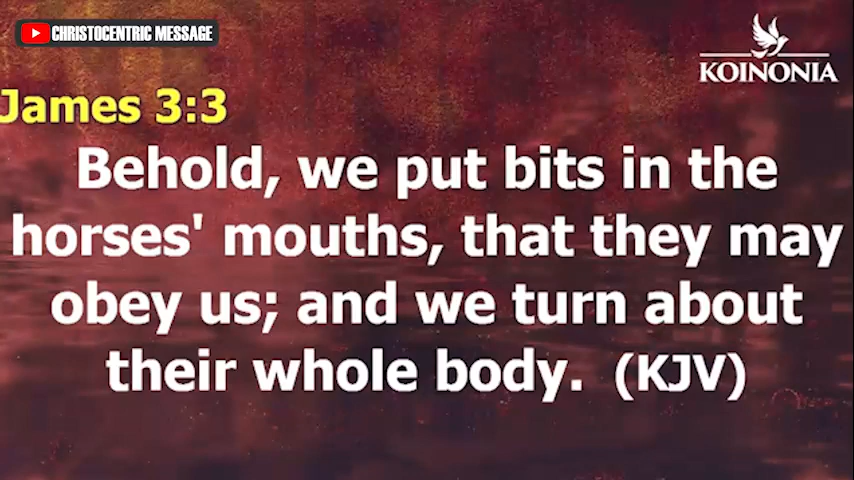 CHRISTOCENTRIC MESSAGE
KOINONIA
James 3:3
Behold, we put bits in the
horses' mouths, that they may
obey us; and we turn about
their whole body. (KJV)